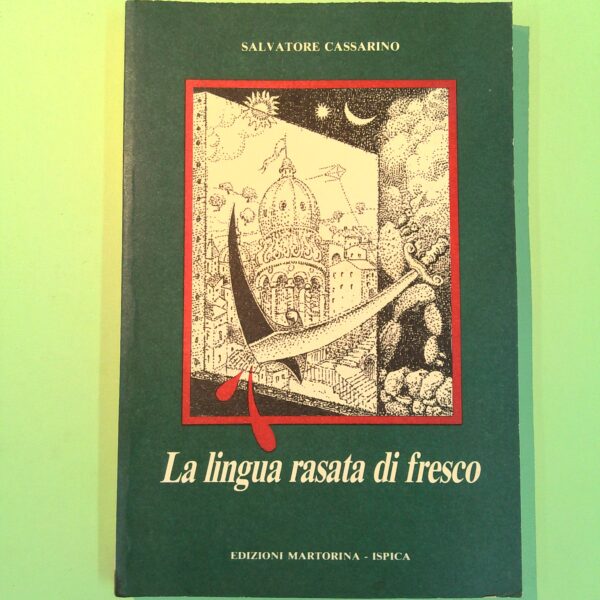 SALVATORE CASSARINO
La lingua rasata di fresco
EDIZIONI MARTORINA - ISPICA